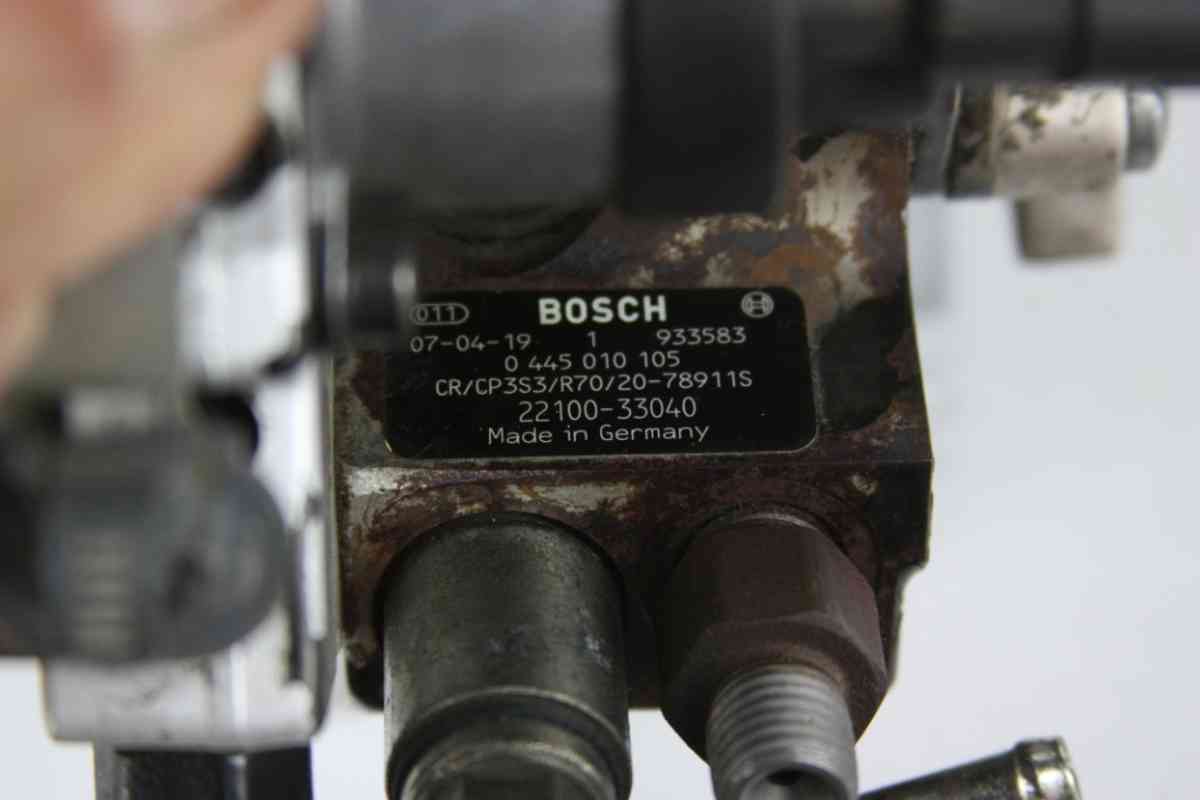 011 BOSCH
07-04-19 1 933583
0 445 010 105
CR/CP3S3/R70/20-78911S
22100-33040
Made in Germany